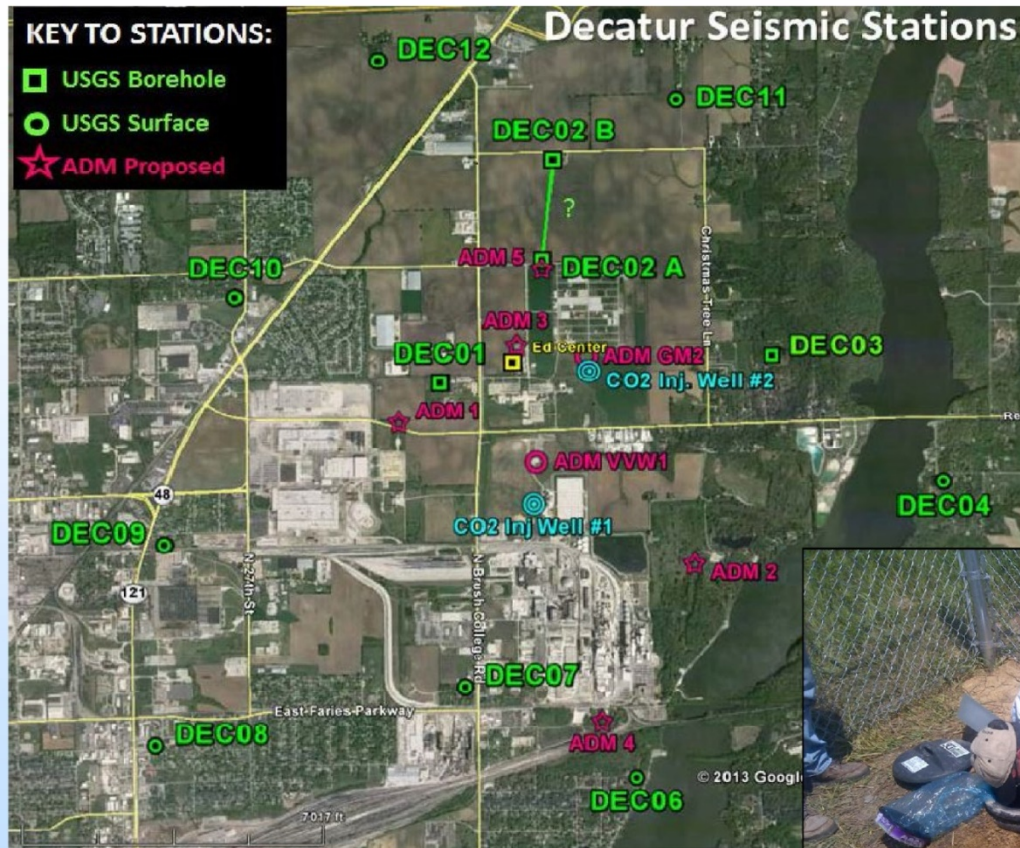 Decatur Seismic Stations
KEY TO STATIONS:
USGS Borehole
USGS Surface
ADM Proposed
DEC12
DEC11
DEC02 B
?
Christmas Tree Ln
ADM 5
DEC02 A
DEC10
ADM 3
Ed Center
DEC01
ADM GM2
DEC03
CO2 Inj. Well #2
ADM 1
Re
ADM VVW1
DEC04
48
CO2 Inj Well #1
DEC09
N 27th St
N Brush College Rd
ADM 2
121
DEC07
East Faries Parkway
DEC08
ADM 4
© 2013 Google
DEC06
7017 ft